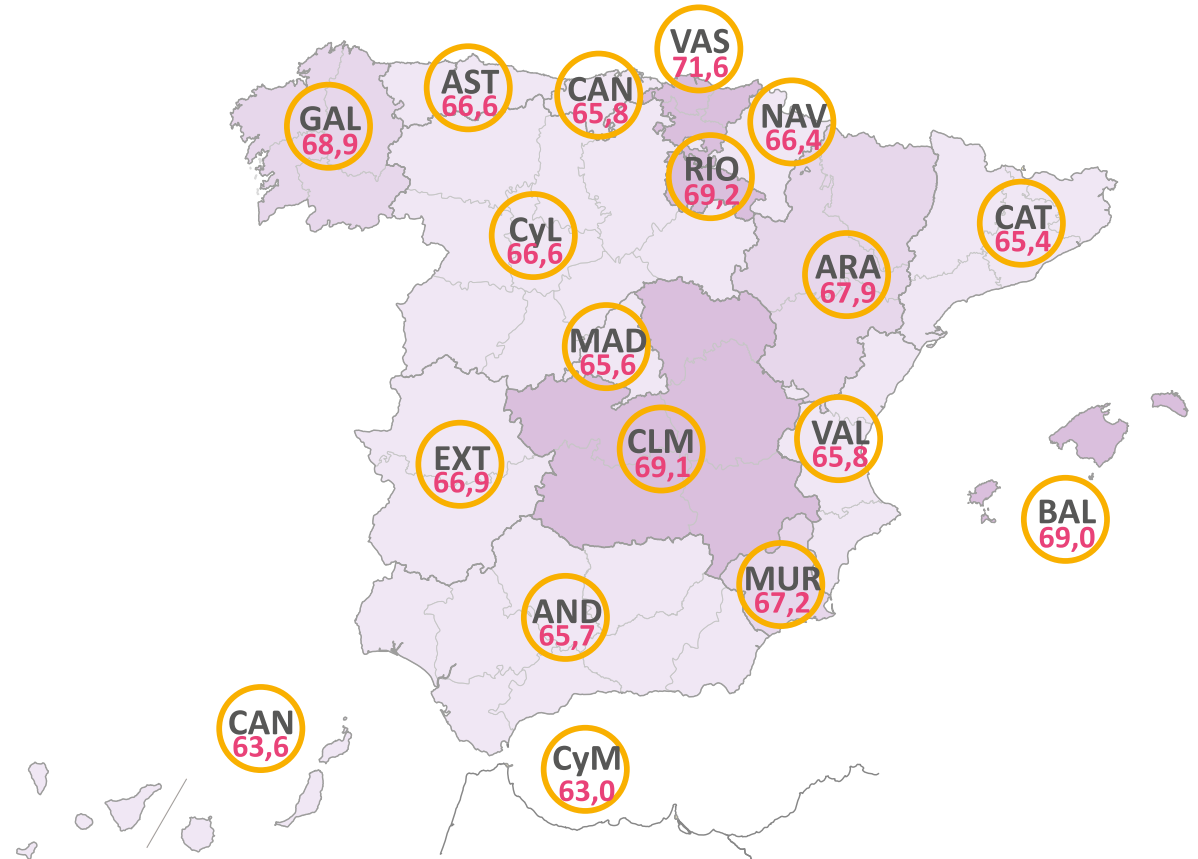 VAS
71,6
AST
66,6
CAN
65,8
GAL
68,9
NAV
66,4
RIO
69,2
CyL
66,6
CAT
65,4
ARA
67,9
MAD
65,6
EXT
66,9
CLM
69,1
VAL
65,8
BAL
69,0
MUR
67,2
AND
65,7
CAN
63,6
CyM
63,0